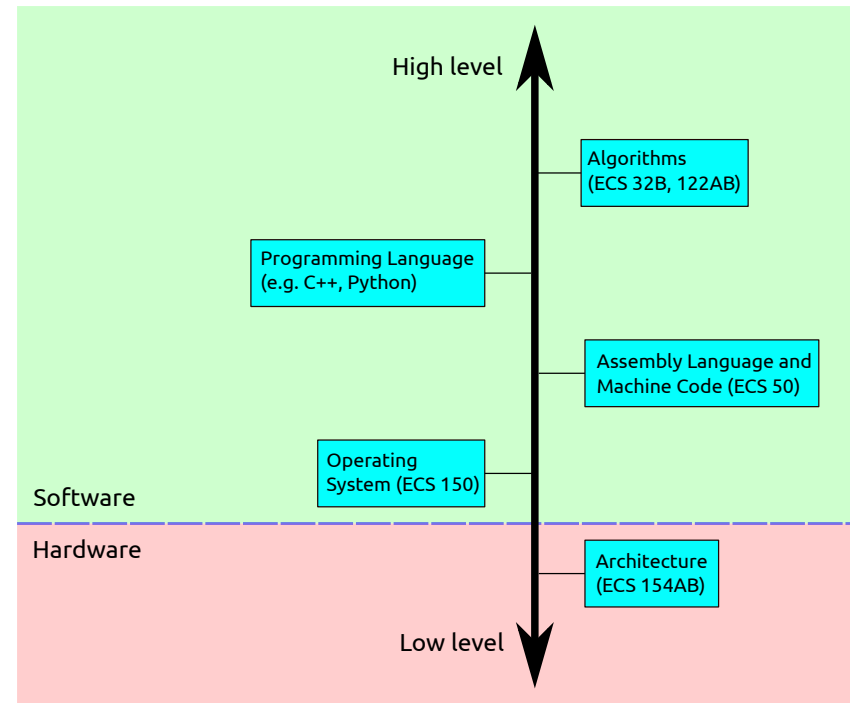 High level
Algorithms
(ECS 32B, 122AB)
Programming Language
(e.g. C++, Python)
Assembly Language and
Machine Code (ECS 50)
Operating
System (ECS 150)
Software
Hardware
Architecture
(ECS 154AB)
Low level